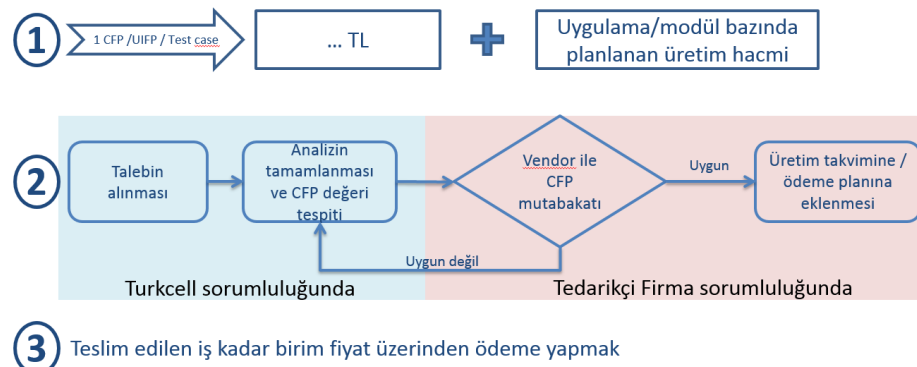 1
1 CFP /UIFP / Test case
... TL
Uygulama/modül bazında
planlanan üretim hacmi
2
Talebin
alınması
Analizin
tamamlanması
ve CFP değeri
tespiti
Vendor ile
CFP
mutabakatı
Uygun
Üretim takvimine /
ödeme planına
eklenmesi
Uygun değil
Turkcell sorumluluğunda
Tedarikçi Firma sorumluluğunda
3
Teslim edilen iş kadar birim fiyat üzerinden ödeme yapmak